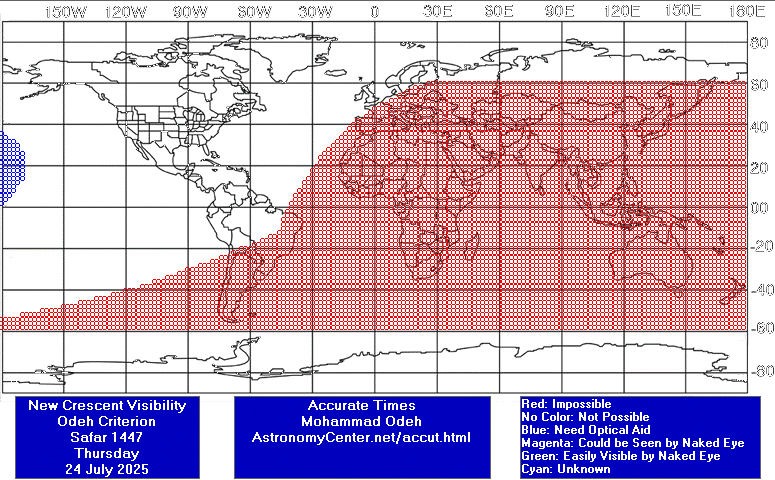 150W 120W 90W 60W 30W 0 30E 60E 90E 120E 150E 180E
80
60
40
20
00
-20
-40
-60
-80
New Crescent Visibility
Odeh Criterion
Safar 1447
Thursday
24 July 2025
Accurate Times
Mohammad Odeh
AstronomyCenter.net/accut.html
Red: Impossible
No Color: Not Possible
Blue: Need Optical Aid
Magenta: Could be Seen by Naked Eye
Green: Easily Visible by Naked Eye
Cyan: Unknown